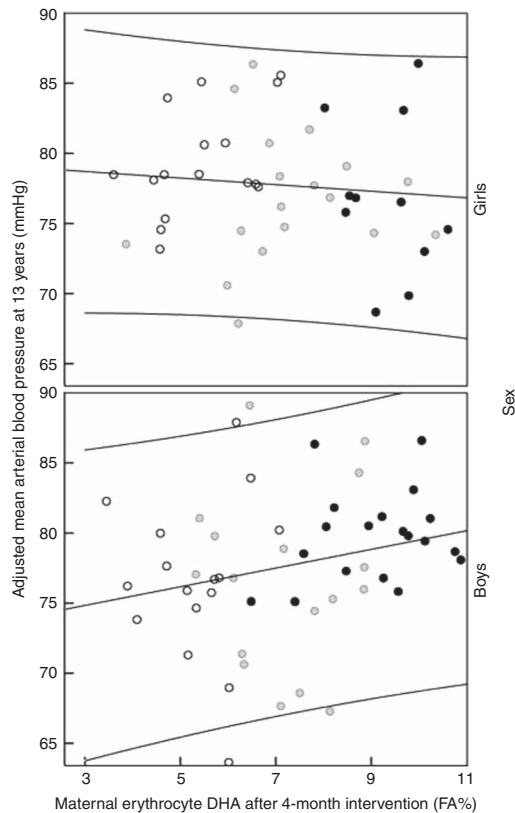 90
85
80
75
70
65
Girls
90
85
80
75
70
65
Boys
Sex
Adjusted mean arterial blood pressure at 13 years (mmHg)
3 5 7 9 11
Maternal erythrocyte DHA after 4-month intervention (FA%)